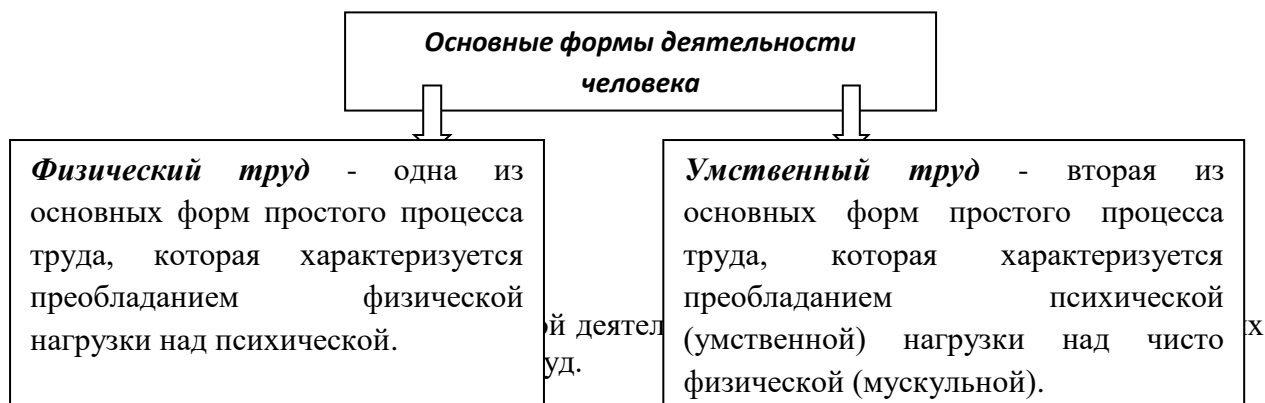 Основные формы деятельности
человека
Физический труд - одна из
основных форм простого процесса
труда, которая характеризуется
преобладанием физической
нагрузки над психической.
Умственный труд - вторая из
основных форм простого процесса
труда, которая характеризуется
преобладанием психической
(умственной) нагрузки над чисто
физической (мускульной).